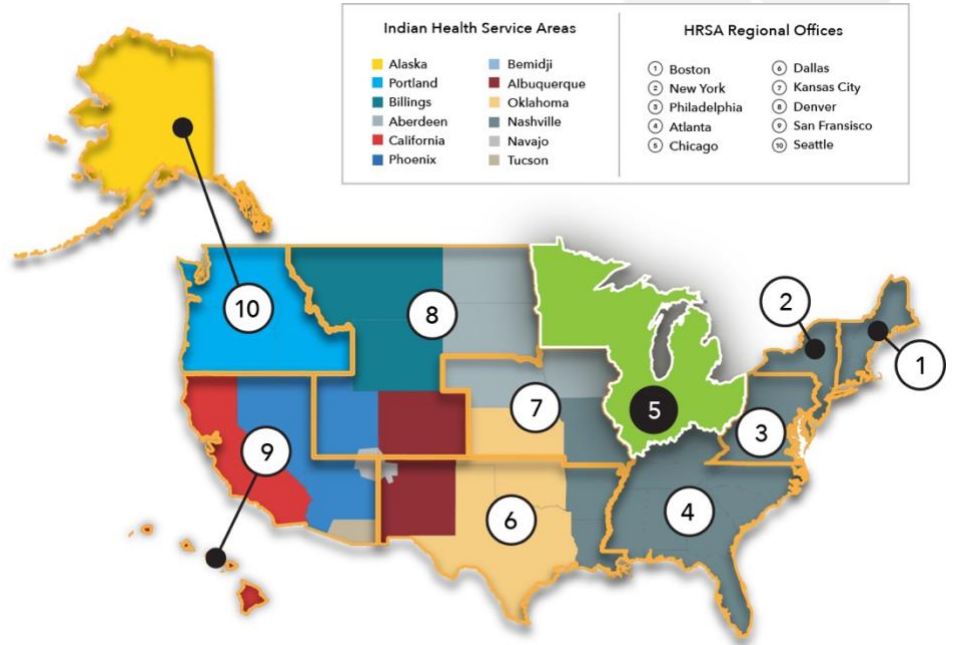 Indian Health Service Areas
Alaska
Portland
Billings
Aberdeen
California
Phoenix
Bemidji
Albuquerque
Oklahoma
Nashville
Navajo
Tucson
HRSA Regional Offices
1 Boston
2 New York
3 Philadelphia
4 Atlanta
5 Chicago
6 Dallas
7 Kansas City
8 Denver
9 San Fransisco
10 Seattle
10
8
2
1
7
5
3
9
6
4